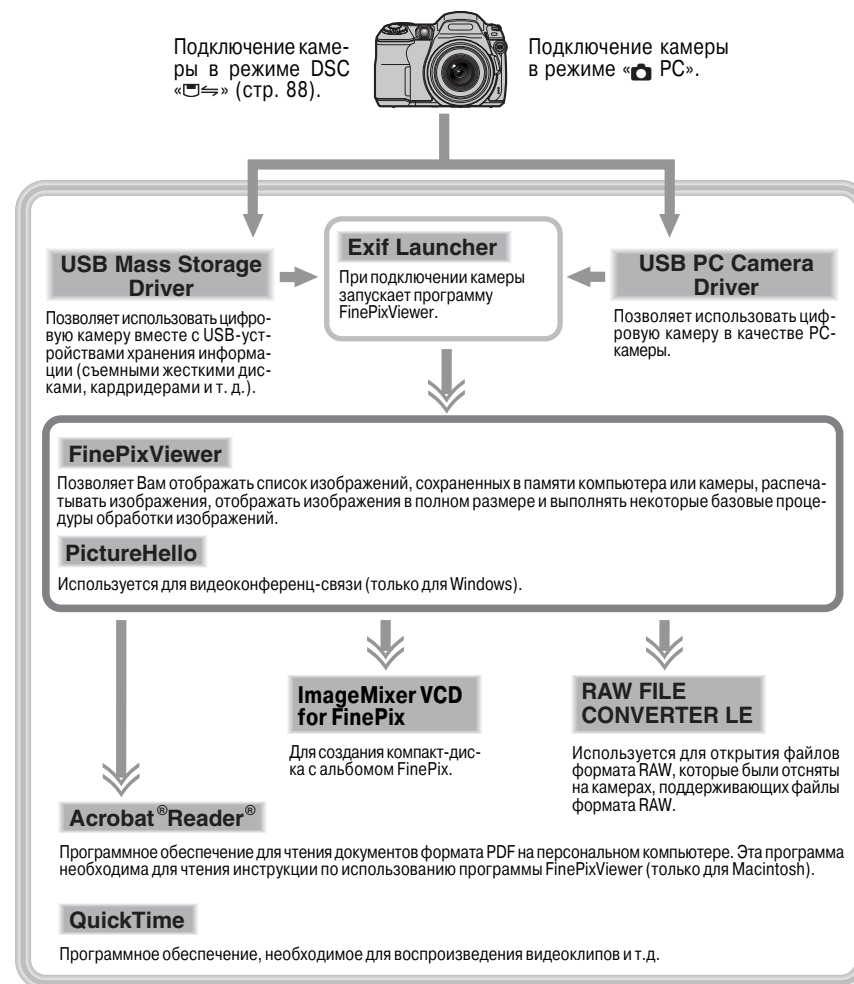 Подключение каме-
ры в режиме DSC
«⇋» (стр. 88).
Подключение камеры
в режиме «📷 PC».
USB Mass Storage
Driver
Позволяет использовать цифро-
вую камеру вместе с USB-уст-
ройствами хранения информа-
ции (съемными жесткими дис-
ками, кардридерами и т. д.).
Exif Launcher
При подключении камеры
запускает программу
FinePixViewer.
USB PC Camera
Driver
Позволяет использовать циф-
ровую камеру в качестве PC-
камеры.
FinePixViewer
Позволяет Вам отображать список изображений, сохраненных в памяти компьютера или камеры, распеча-
тывать изображения, отображать изображения в полном размере и выполнять некоторые базовые проце-
дуры обработки изображений.
PictureHello
Используется для видеоконференц-связи (только для Windows).
ImageMixer VCD
for FinePix
Для создания компакт-дис-
ка с альбомом FinePix.
RAW FILE
CONVERTER LE
Используется для открытия файлов
формата RAW, которые были отсняты
на камерах, поддерживающих файлы
формата RAW.
Acrobat® Reader®
Программное обеспечение для чтения документов формата PDF на персональном компьютере. Эта программа
необходима для чтения инструкции по использованию программы FinePixViewer (только для Macintosh).
QuickTime
Программное обеспечение, необходимое для воспроизведения видеоклипов и т.д.